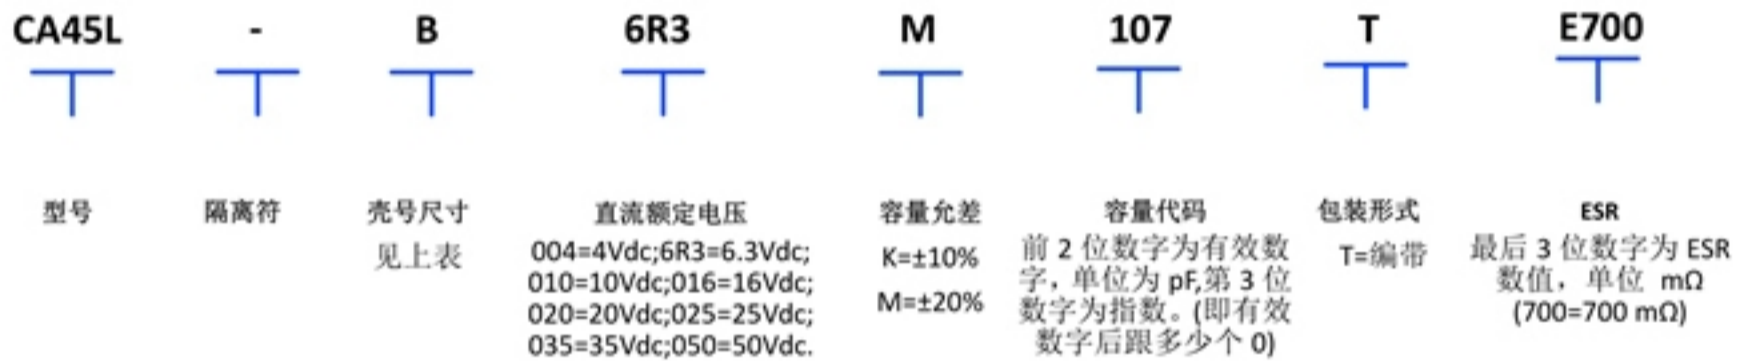 CA45L - B 6R3 M 107 T E700
型号 隔离符 壳号尺寸 直流额定电压 容量允差 容量代码 包装形式 ESR
见上表
004=4Vdc;6R3=6.3Vdc;
010=10Vdc;016=16Vdc;
020=20Vdc;025=25Vdc;
035=35Vdc;050=50Vdc.
K=±10%
M=±20%
前 2 位数字为有效数
字，单位为 pF,第 3 位
数字为指数。(即有效
数字后跟多少个 0)
T=编带
最后 3 位数字为 ESR
数值，单位 mΩ
(700=700 mΩ)